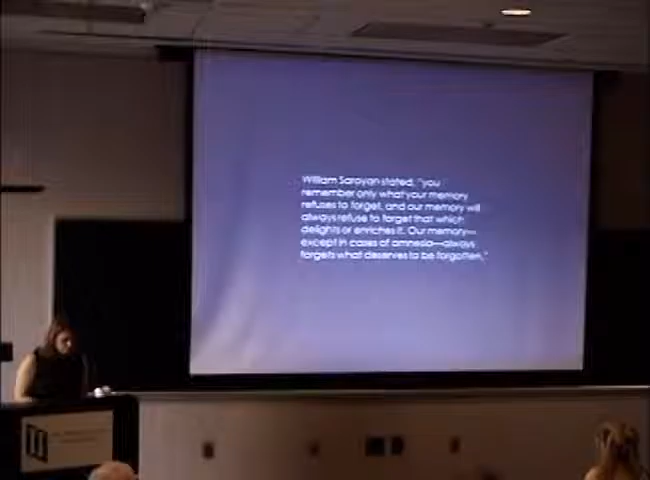 William Saroyan stated, "you
remember only what your memory
refuses to forget, and our memory will
always refuse to forget that which
delights or enriches it. Our memory—
except in cases of amnesia—always
forgets what deserves to be forgotten."